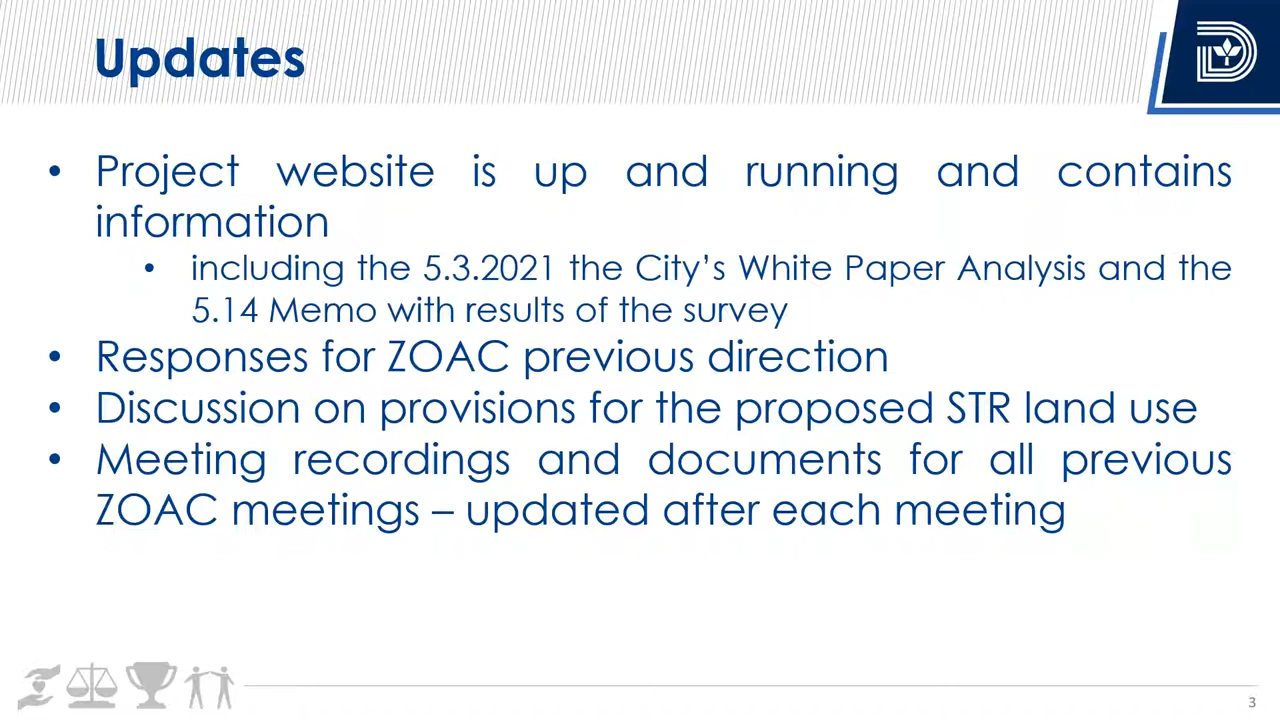 Updates
• Project website is up and running and contains
information
• including the 5.3.2021 the City’s White Paper Analysis and the
5.14 Memo with results of the survey
• Responses for ZOAC previous direction
• Discussion on provisions for the proposed STR land use
• Meeting recordings and documents for all previous
ZOAC meetings – updated after each meeting
3